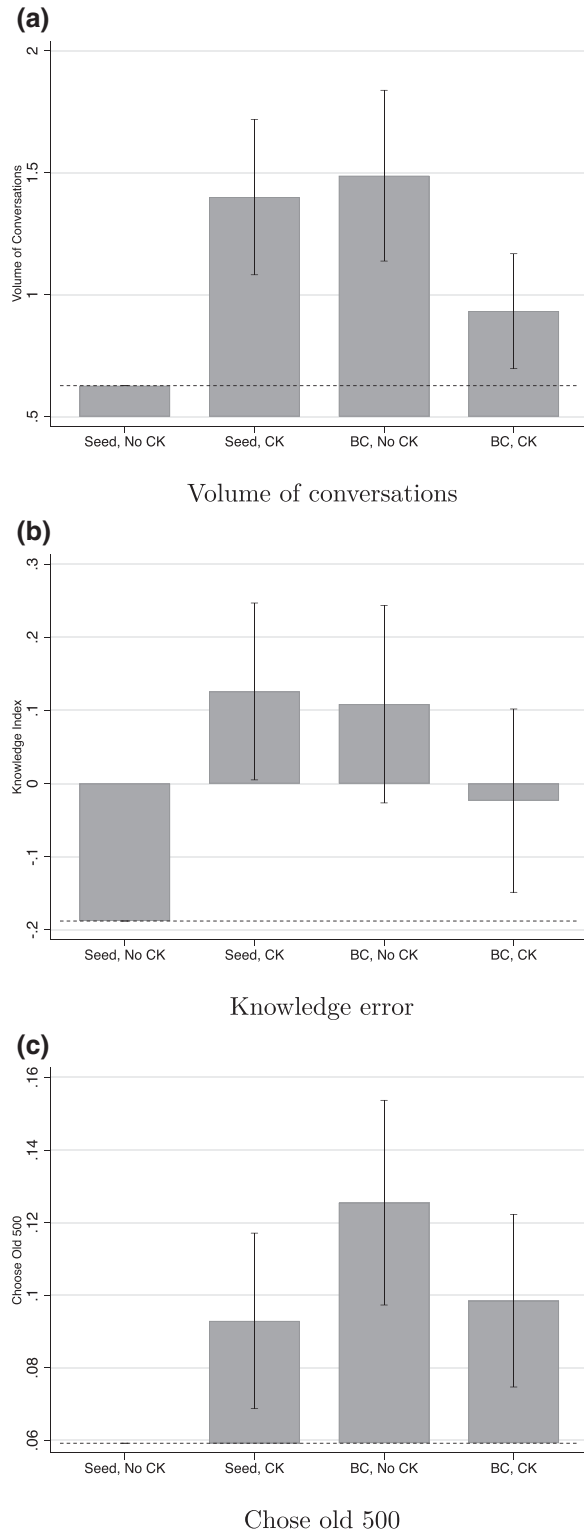 (a)
Volume of Conversations
2
1.5
1
.5
Seed, No CK
Seed, CK
BC, No CK
BC, CK
Volume of conversations
(b)
Knowledge Index
.3
.2
.1
0
-.1
-.2
Seed, No CK
Seed, CK
BC, No CK
BC, CK
Knowledge error
(c)
Choose Old 500
.16
.14
.12
.1
.08
.06
Seed, No CK
Seed, CK
BC, No CK
BC, CK
Chose old 500